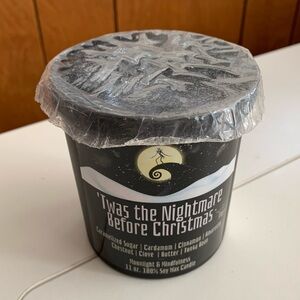 'Twas the Nightmare
Before Christmas
Caramelized Sugar | Cardamom | Cinnamon |
Chestnut | Clove | Butter | Tonka Bean
Moonlight & Mindfulness
11 oz. 100% Soy Wax Candle